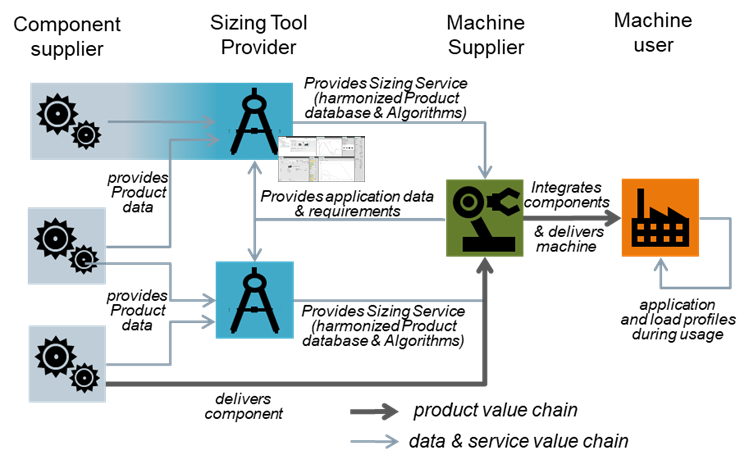 Component
supplier
Sizing Tool
Provider
Machine
Supplier
Machine
user
Provides Sizing Service
(harmonized Product
database & Algorithms)
provides
Product
data
Provides application data
& requirements
Integrates
components
& delivers
machine
provides
Product
data
Provides Sizing Service
(harmonized Product
database & Algorithms)
application
and load profiles
during usage
delivers
component
product value chain
data & service value chain